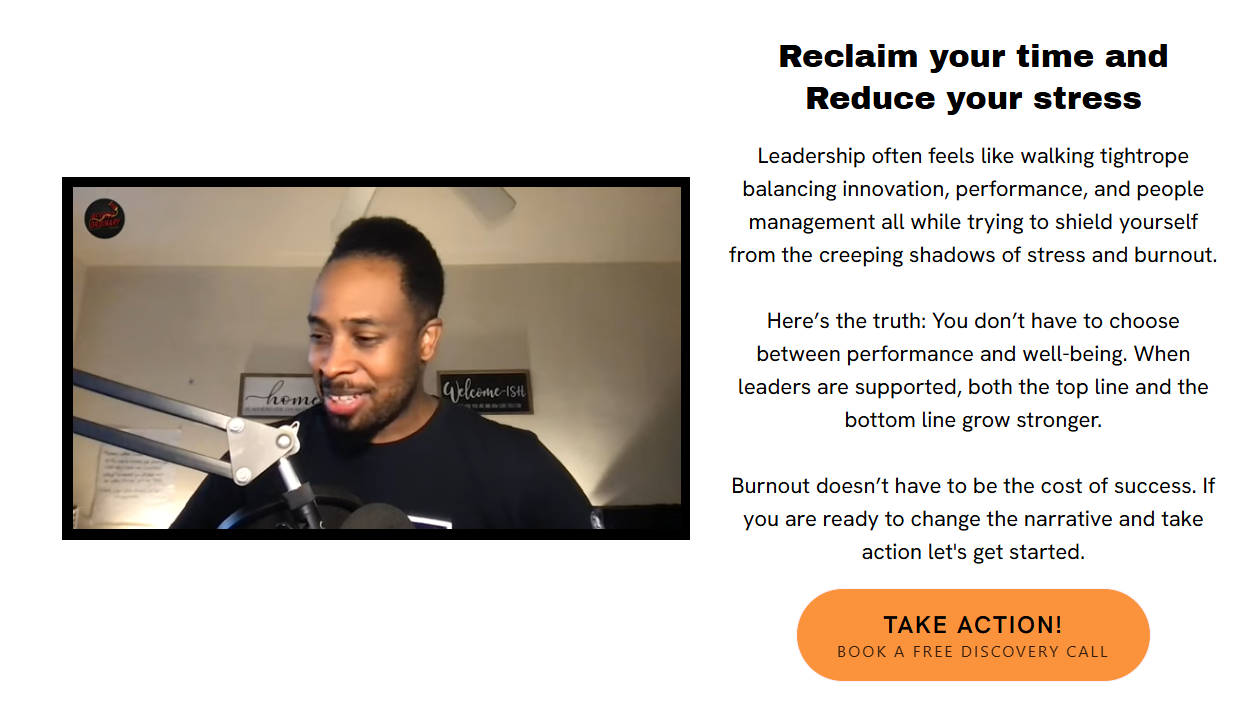 Reclaim your time and
Reduce your stress
Leadership often feels like walking tightrope
balancing innovation, performance, and people
management all while trying to shield yourself
from the creeping shadows of stress and burnout.
Here’s the truth: You don’t have to choose
between performance and well-being. When
leaders are supported, both the top line and the
bottom line grow stronger.
Burnout doesn’t have to be the cost of success. If
you are ready to change the narrative and take
action let's get started.
TAKE ACTION!
BOOK A FREE DISCOVERY CALL
home
Welcome-ISH